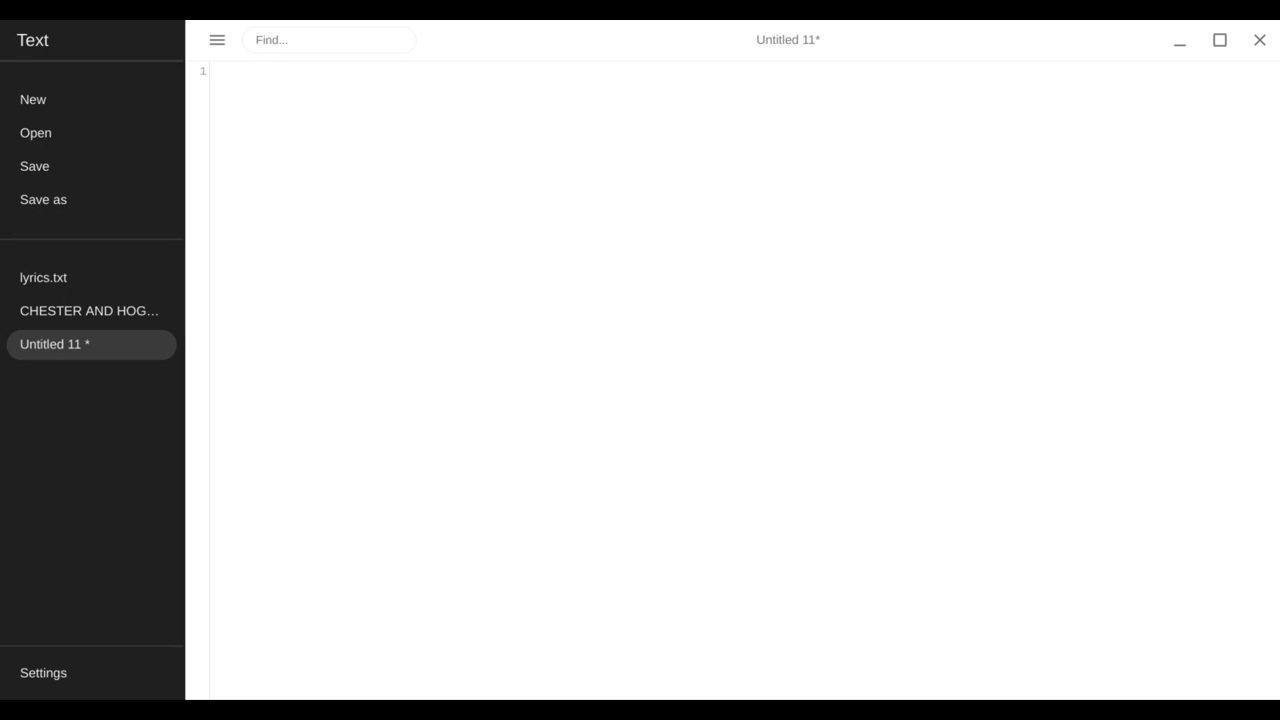 Text
Find...
Untitled 11*
1
New
Open
Save
Save as
lyrics.txt
CHESTER AND HOG…
Untitled 11 *
Settings